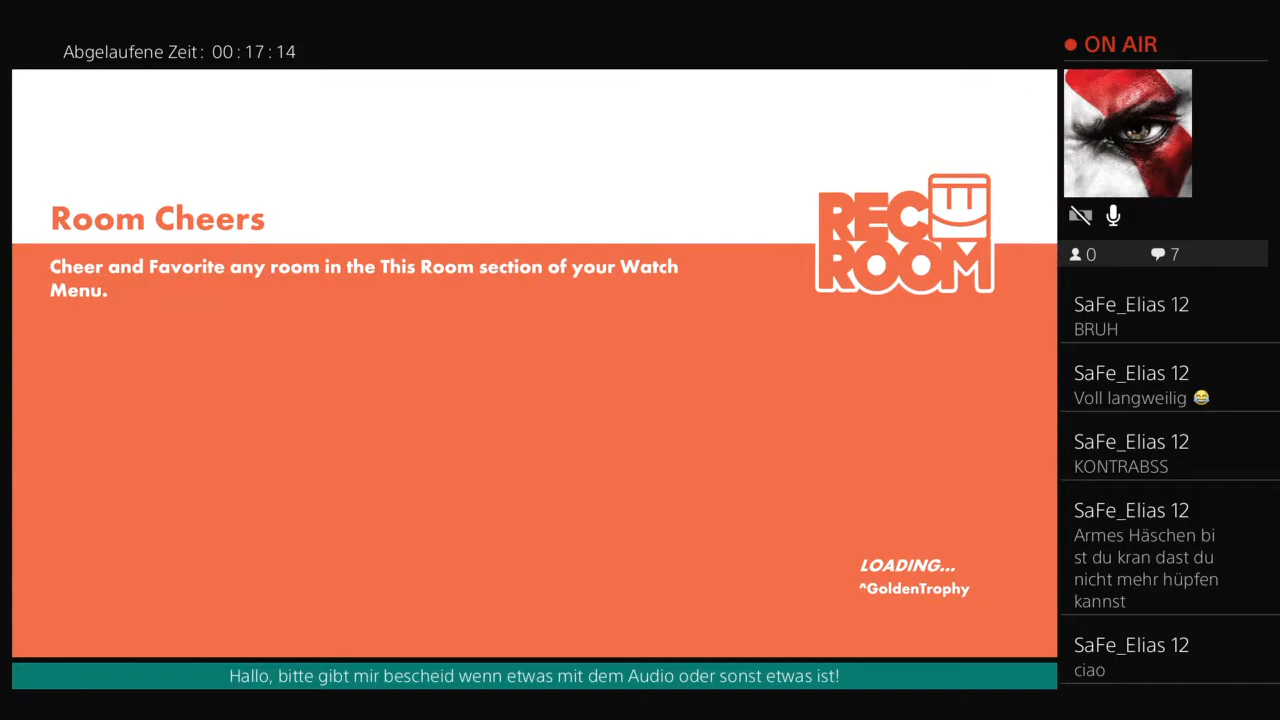 Abgelaufene Zeit: 00:17:14
ON AIR
Room Cheers
REC
ROOM
Cheer and Favorite any room in the This Room section of your Watch
Menu.
LOADING...
^GoldenTrophy
Hallo, bitte gibt mir bescheid wenn etwas mit dem Audio oder sonst etwas ist!
0 7
SaFe_Elias 12
BRUH
SaFe_Elias 12
Voll langweilig 😂
SaFe_Elias 12
KONTRABSS
SaFe_Elias 12
Armes Häschen bi
st du kran dast du
nicht mehr hüpfen
kannst
SaFe_Elias 12
ciao